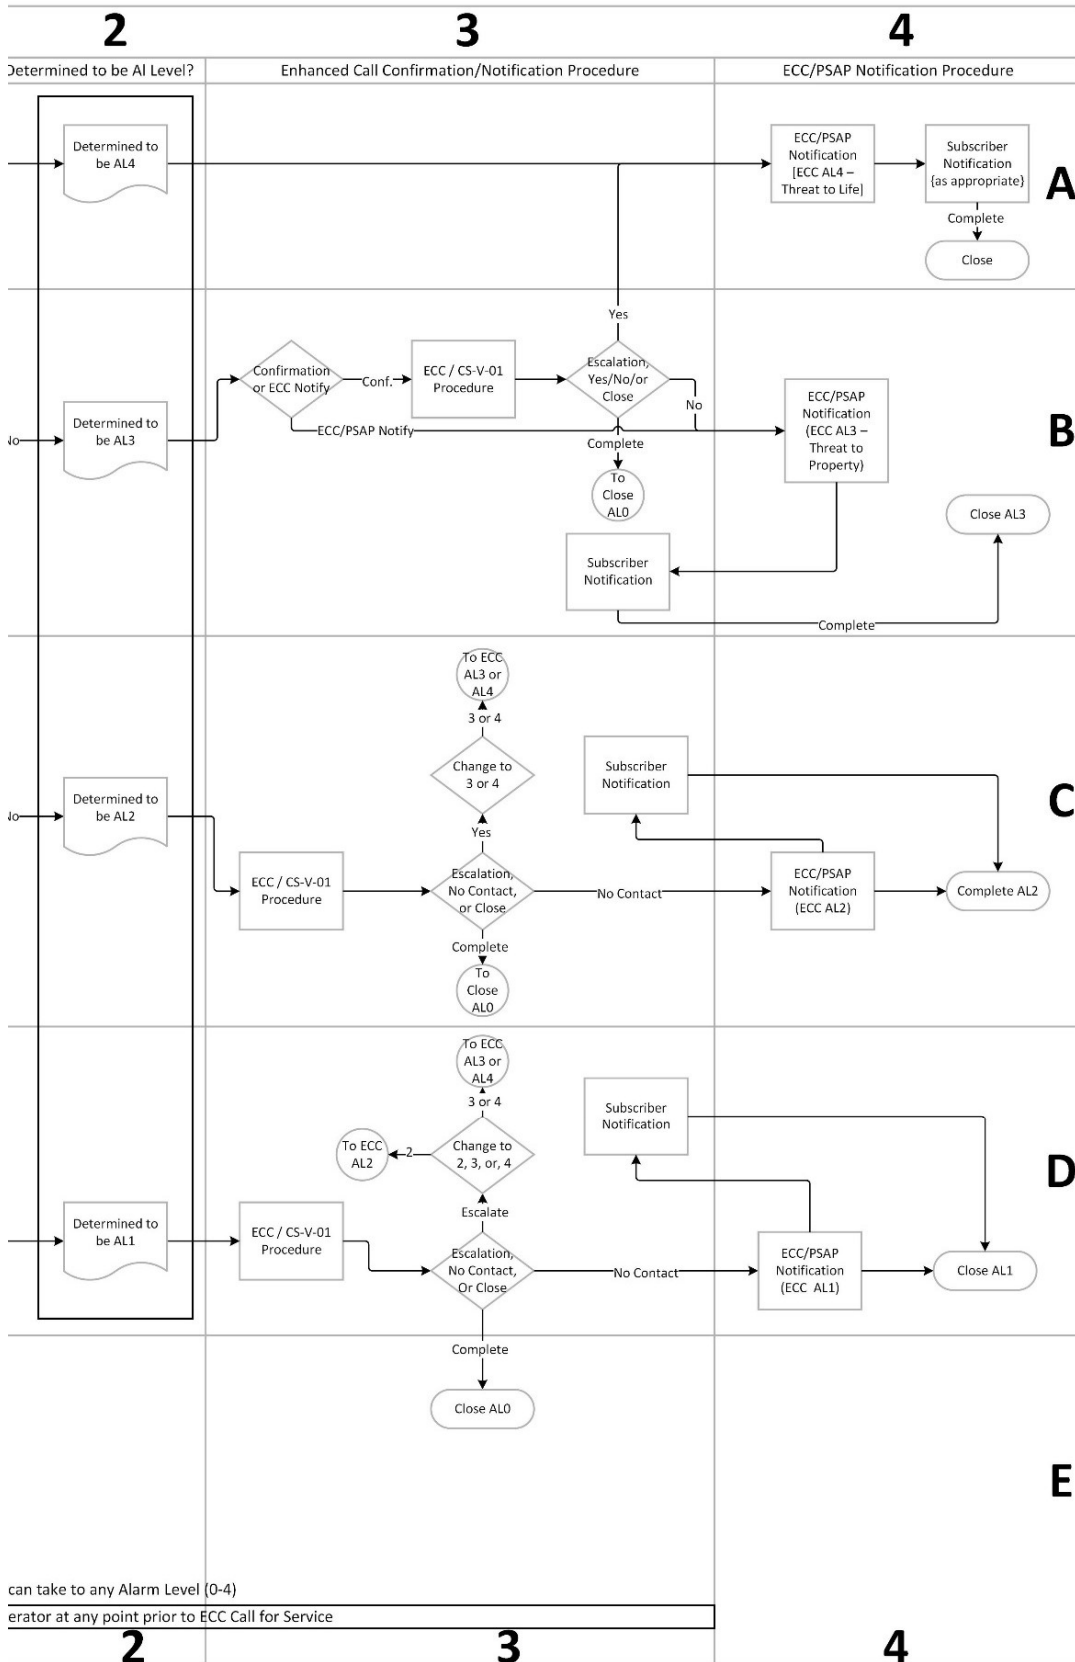 2
3
4
Determined to be Al Level?
Enhanced Call Confirmation/Notification Procedure
ECC/PSAP Notification Procedure
Determined to
be AL4
ECC/PSAP
Notification
[ECC AL4 –
Threat to Life]
Subscriber
Notification
{as appropriate}
A
Complete
Close
Yes
Confirmation
or ECC Notify
Conf.
ECC / CS-V-01
Procedure
Escalation,
Yes/No/or
Close
No
ECC/PSAP
Notification
(ECC AL3 –
Threat to
Property)
B
No
Determined to
be AL3
ECC/PSAP Notify
Complete
To
Close
AL0
Close AL3
Subscriber
Notification
Complete
To ECC
AL3 or
AL4
3 or 4
Change to
3 or 4
Subscriber
Notification
C
No
Determined to
be AL2
Yes
ECC / CS-V-01
Procedure
Escalation,
No Contact,
or Close
No Contact
ECC/PSAP
Notification
(ECC AL2)
Complete AL2
Complete
To
Close
AL0
To ECC
AL3 or
AL4
3 or 4
Subscriber
Notification
To ECC
AL2
2
Change to
2, 3, or, 4
D
Escalate
Determined to
be AL1
ECC / CS-V-01
Procedure
Escalation,
No Contact,
Or Close
No Contact
ECC/PSAP
Notification
(ECC AL1)
Close AL1
Complete
Close AL0
E
can take to any Alarm Level (0-4)
erator at any point prior to ECC Call for Service
2
3
4